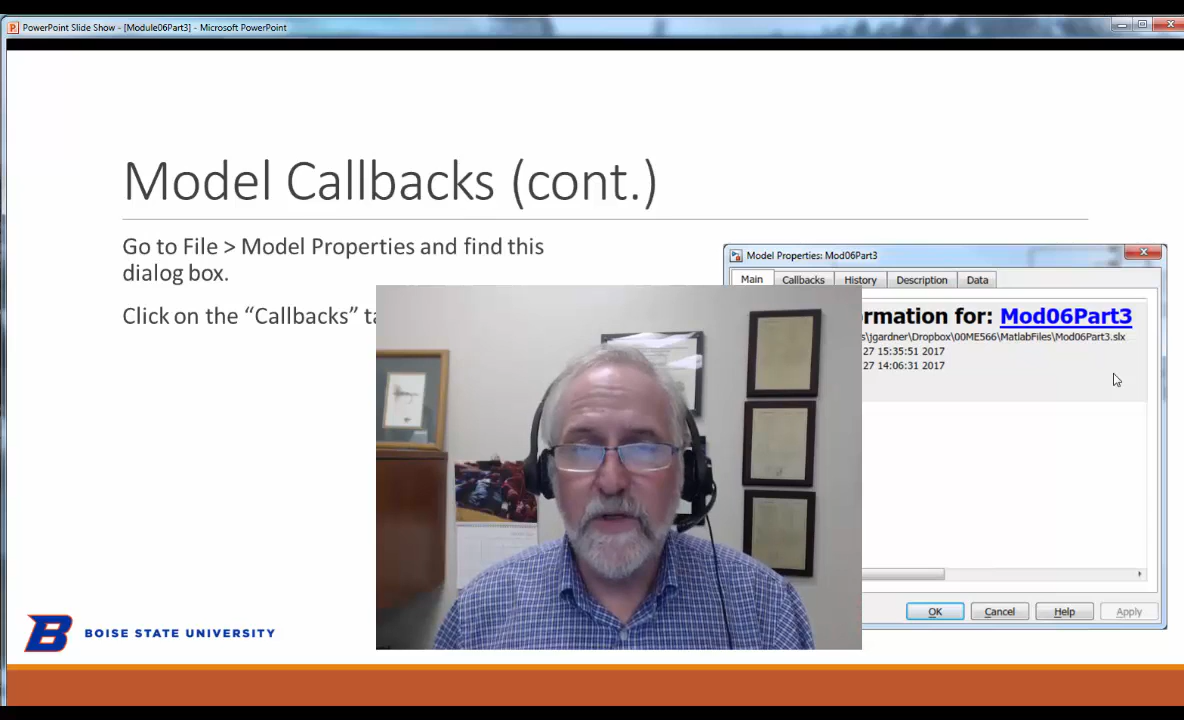 PowerPoint Slide Show - [Module06Part3] - Microsoft PowerPoint
Model Callbacks (cont.)
Go to File > Model Properties and find this
dialog box.
Click on the “Callbacks” ta
Model Properties: Mod06Part3
Main Callbacks History Description Data
rmation for: Mod06Part3
s\jgardner\Dropbox\00ME566\MatlabFiles\Mod06Part3.slx
27 15:35:51 2017
27 14:06:31 2017
OK Cancel Help Apply
B BOISE STATE UNIVERSITY